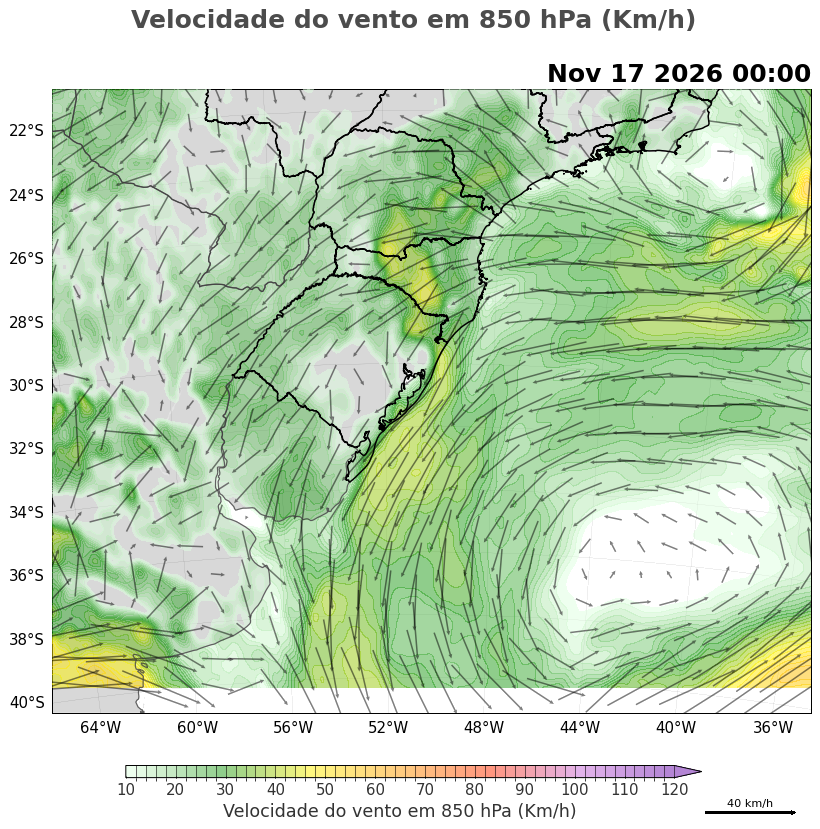 Velocidade do vento em 850 hPa (Km/h)
Nov 17 2026 00:00
22°S
24°S
26°S
28°S
30°S
32°S
34°S
36°S
38°S
40°S
64°W 60°W 56°W 52°W 48°W 44°W 40°W 36°W
10 20 30 40 50 60 70 80 90 100 110 120
40 km/h
Velocidade do vento em 850 hPa (Km/h)